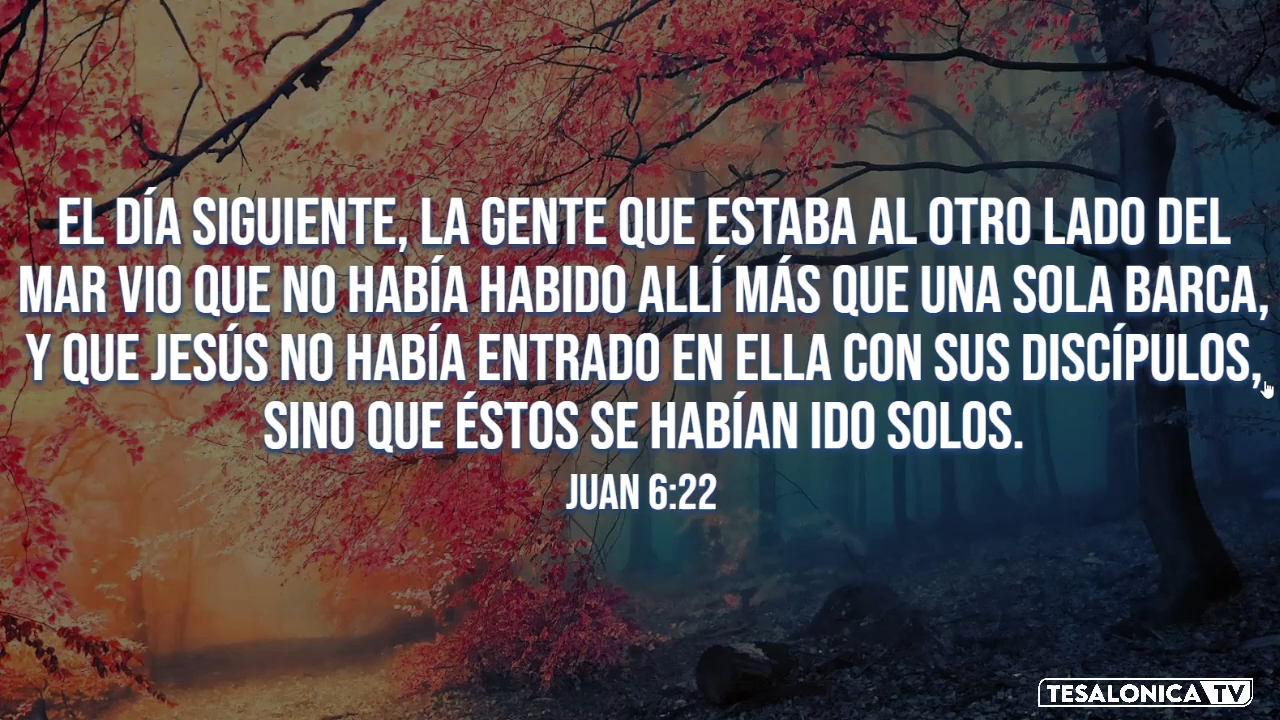 EL DÍA SIGUIENTE, LA GENTE QUE ESTABA AL OTRO LADO DEL
MAR VIO QUE NO HABÍA HABIDO ALLÍ MÁS QUE UNA SOLA BARCA,
Y QUE JESÚS NO HABÍA ENTRADO EN ELLA CON SUS DISCÍPULOS,
SINO QUE ÉSTOS SE HABÍAN IDO SOLOS.
JUAN 6:22
TESALONICA TV